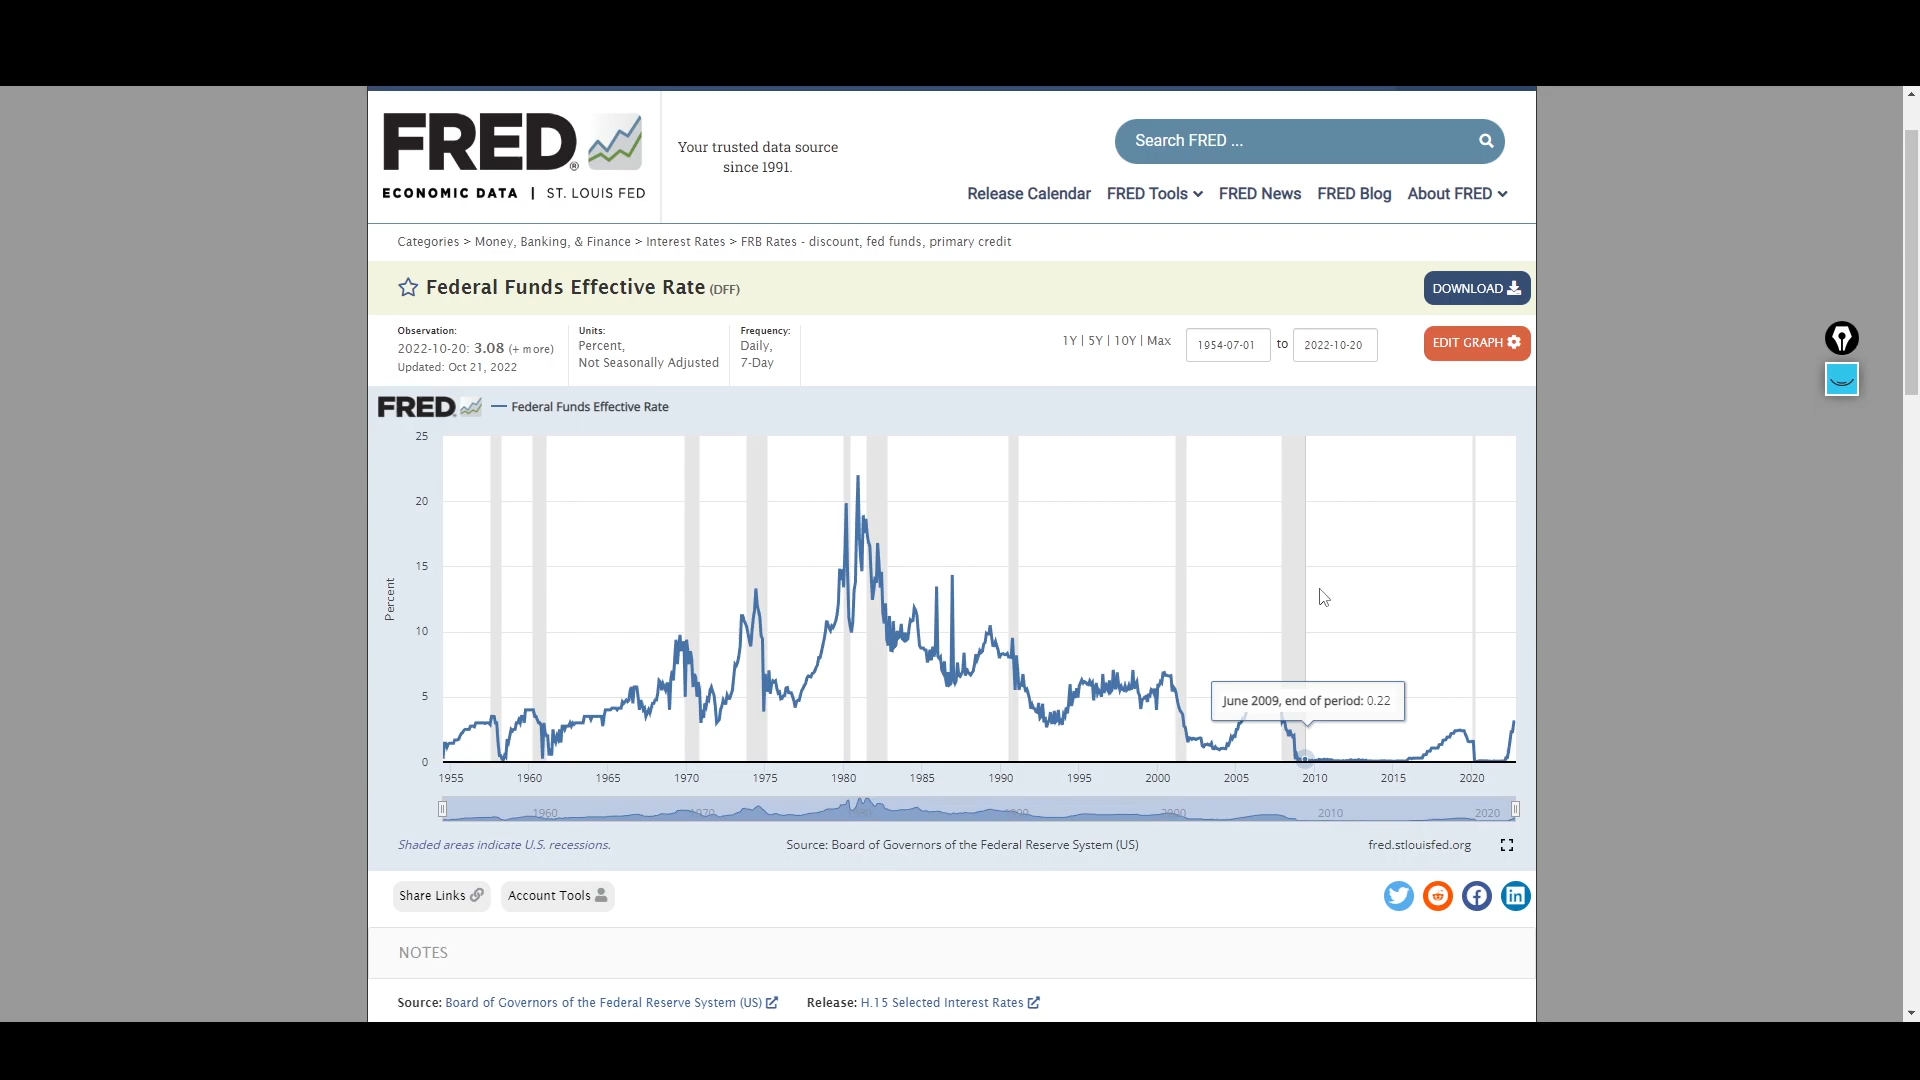 FRED®
ECONOMIC DATA | ST. LOUIS FED
Your trusted data source
since 1991.
Search FRED ...
Release Calendar FRED Tools FRED News FRED Blog About FRED
Categories > Money, Banking, & Finance > Interest Rates > FRB Rates - discount, fed funds, primary credit
Federal Funds Effective Rate (DFF)
DOWNLOAD
Observation:
2022-10-20: 3.08 (+ more)
Updated: Oct 21, 2022
Units:
Percent,
Not Seasonally Adjusted
Frequency:
Daily,
7-Day
1Y | 5Y | 10Y | Max
1954-07-01 to 2022-10-20
EDIT GRAPH
FRED Federal Funds Effective Rate
25
20
15
10
5
0
Percent
June 2009, end of period: 0.22
1955 1960 1965 1970 1975 1980 1985 1990 1995 2000 2005 2010 2015 2020
1960 1970 1980 1990 2000 2010 2020
Shaded areas indicate U.S. recessions.
Source: Board of Governors of the Federal Reserve System (US)
fred.stlouisfed.org
Share Links Account Tools
NOTES
Source: Board of Governors of the Federal Reserve System (US) Release: H.15 Selected Interest Rates